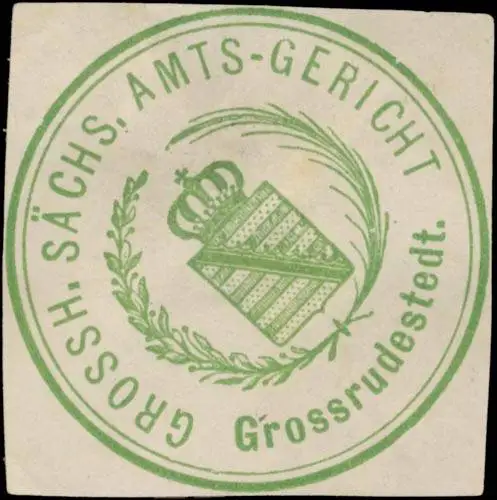 GROSSH. SÄCHS. AMTS-GERICHT
Grossrudestedt.